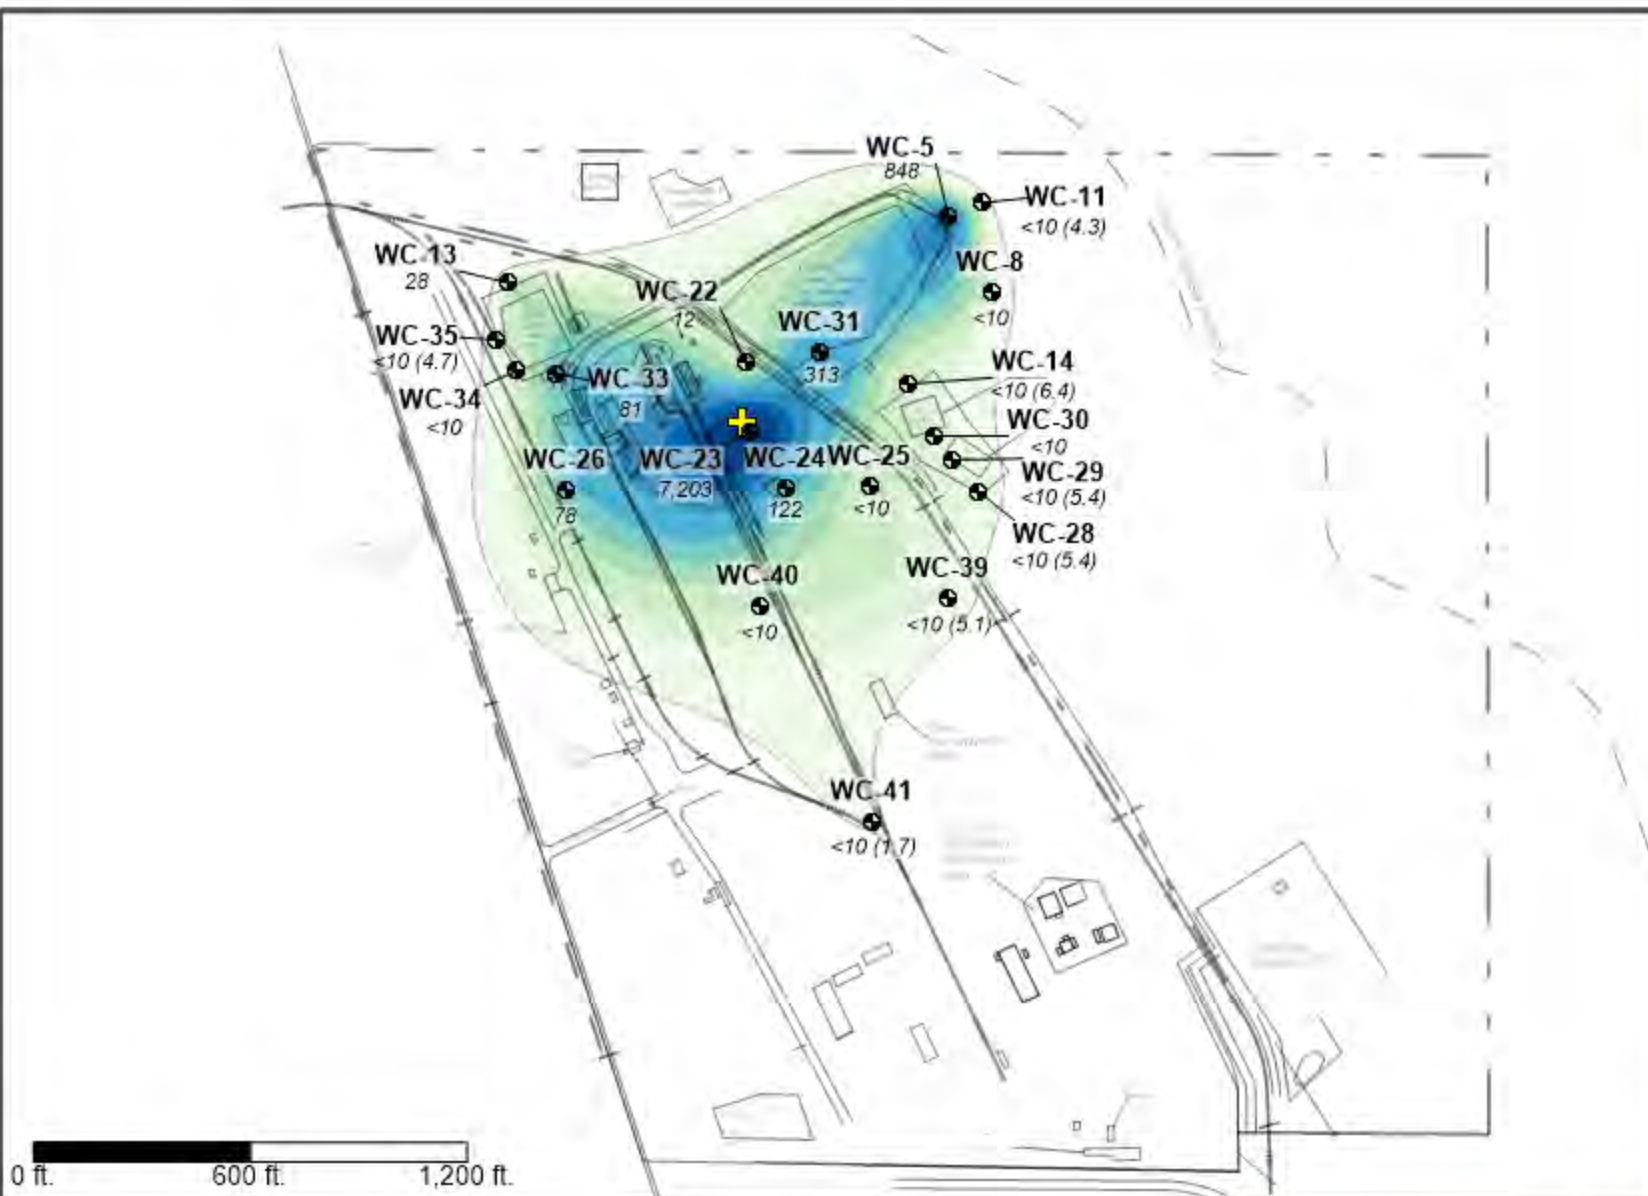 WC-5
848
WC-11
<10 (4.3)
WC-13
28
WC-8
<10
WC-22
12
WC-31
313
WC-35
<10 (4.7)
WC-14
<10 (6.4)
WC-33
81
WC-34
<10
WC-30
<10
WC-26
78
WC-23
7,203
WC-24
122
WC-25
<10
WC-29
<10 (5.4)
WC-28
<10 (5.4)
WC-40
<10
WC-39
<10 (5.1)
WC-41
<10 (1.7)
0 ft.
600 ft.
1,200 ft.